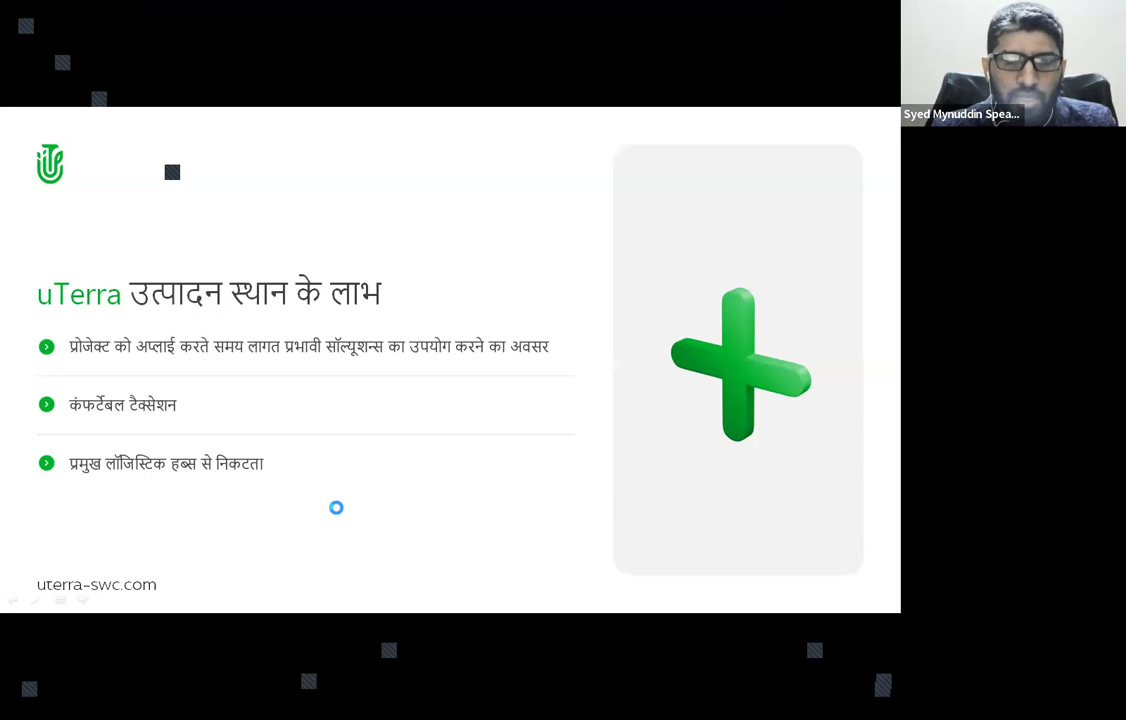 Syed Mynuddin Spea...
uTerra उत्पादन स्थान के लाभ
प्रोजेक्ट को अप्लाई करते समय लागत प्रभावी सॉल्यूशन्स का उपयोग करने का अवसर
कंफर्टेबल टैक्सेशन
प्रमुख लॉजिस्टिक हब्स से निकटता
uterra-swc.com